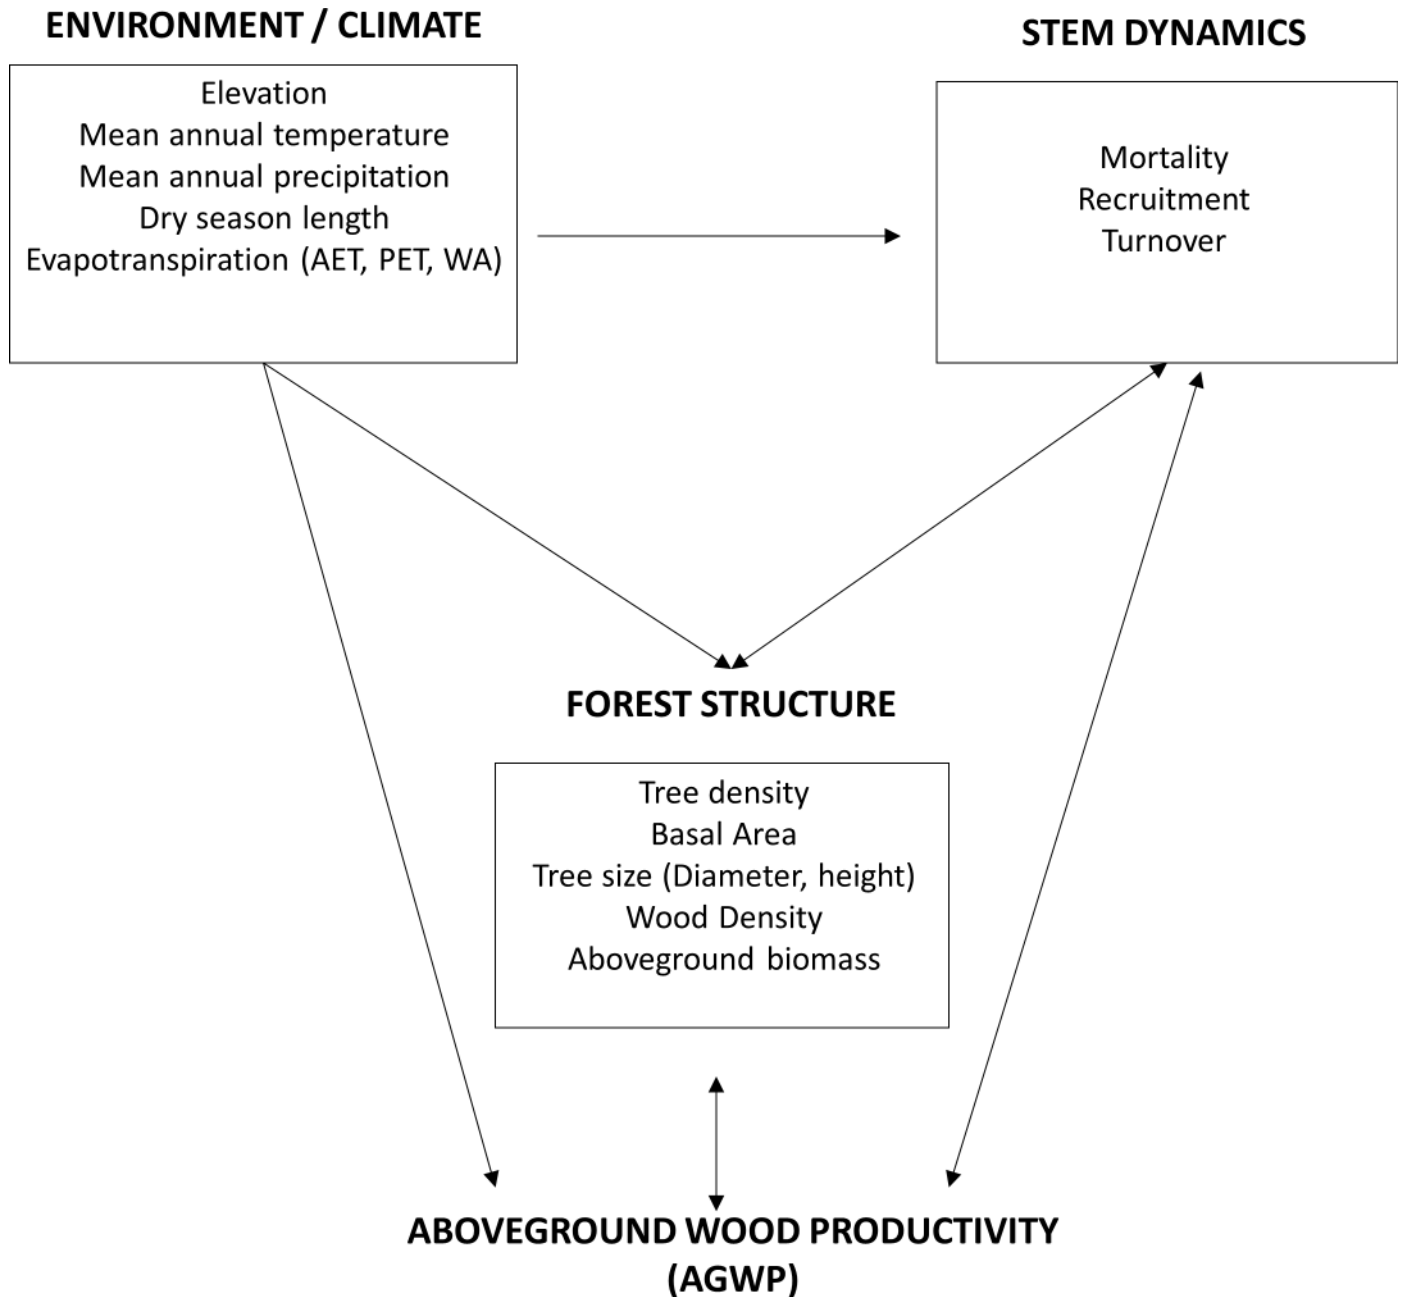 ENVIRONMENT / CLIMATE
Elevation
Mean annual temperature
Mean annual precipitation
Dry season length
Evapotranspiration (AET, PET, WA)
STEM DYNAMICS
Mortality
Recruitment
Turnover
FOREST STRUCTURE
Tree density
Basal Area
Tree size (Diameter, height)
Wood Density
Aboveground biomass
ABOVEGROUND WOOD PRODUCTIVITY
(AGWP)